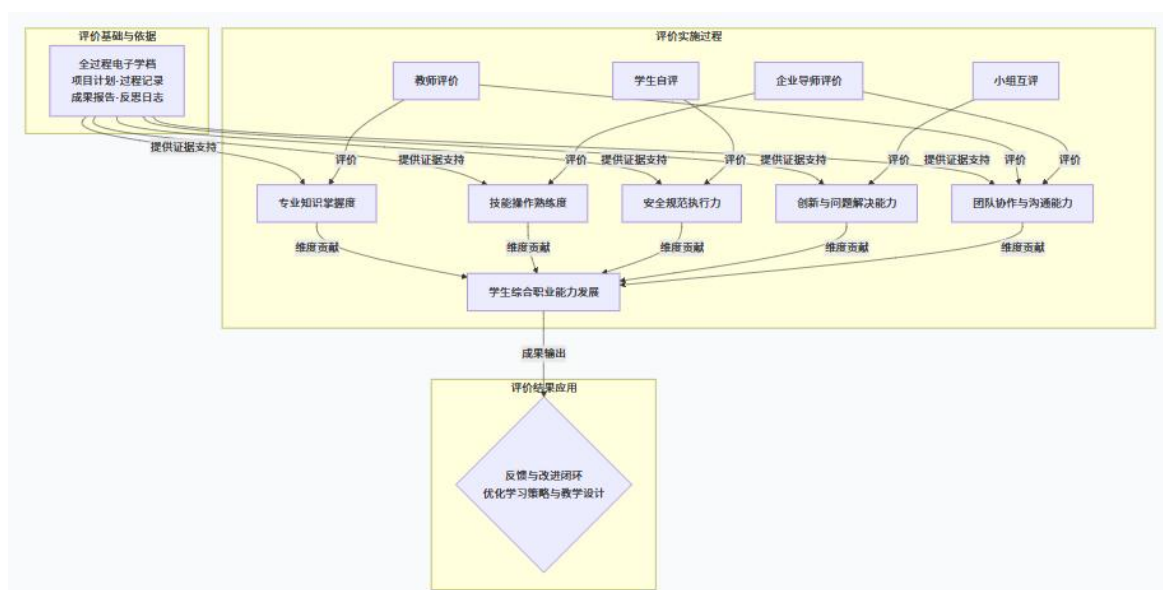 评价基础与依据
全过程电子学档
项目计划-过程记录
成果报告-反思日志
评价实施过程
教师评价
学生自评
企业导师评价
小组互评
提供证据支持
评价
提供证据支持
评价
提供证据支持
评价
提供证据支持
评价
提供证据支持
评价
评价
专业知识掌握度
技能操作熟练度
安全规范执行力
创新与问题解决能力
团队协作与沟通能力
维度贡献
维度贡献
维度贡献
维度贡献
维度贡献
学生综合职业能力发展
成果输出
评价结果应用
反馈与改进闭环
优化学习策略与教学设计